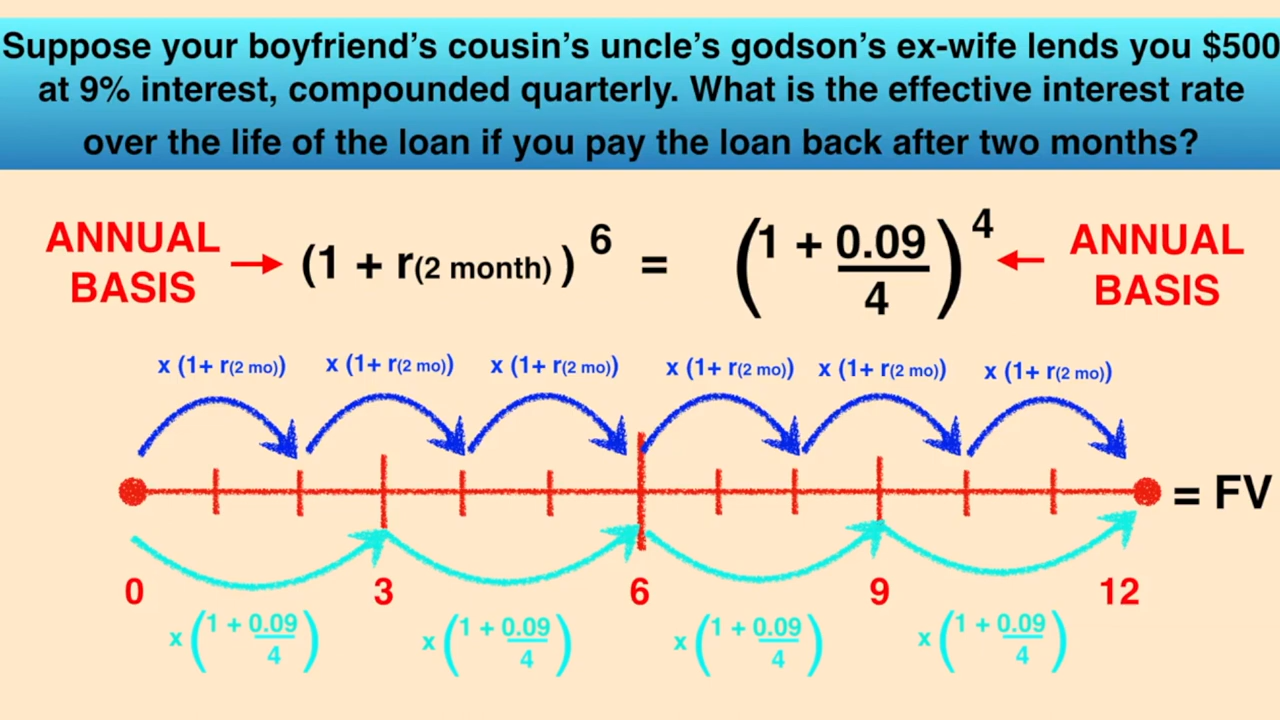 Suppose your boyfriend's cousin's uncle's godson's ex-wife lends you $500
at 9% interest, compounded quarterly. What is the effective interest rate
over the life of the loan if you pay the loan back after two months?
ANNUAL
BASIS
(1 + r(2 month) ) 6 = (1 + 0.09
4
) 4
ANNUAL
BASIS
x (1+ r(2 mo)) x (1+ r(2 mo)) x (1+ r(2 mo)) x (1+ r(2 mo)) x (1+ r(2 mo)) x (1+ r(2 mo))
= FV
0 3 6 9 12
x (1 + 0.09
4
)
x (1 + 0.09
4
)
x (1 + 0.09
4
)
x (1 + 0.09
4
)